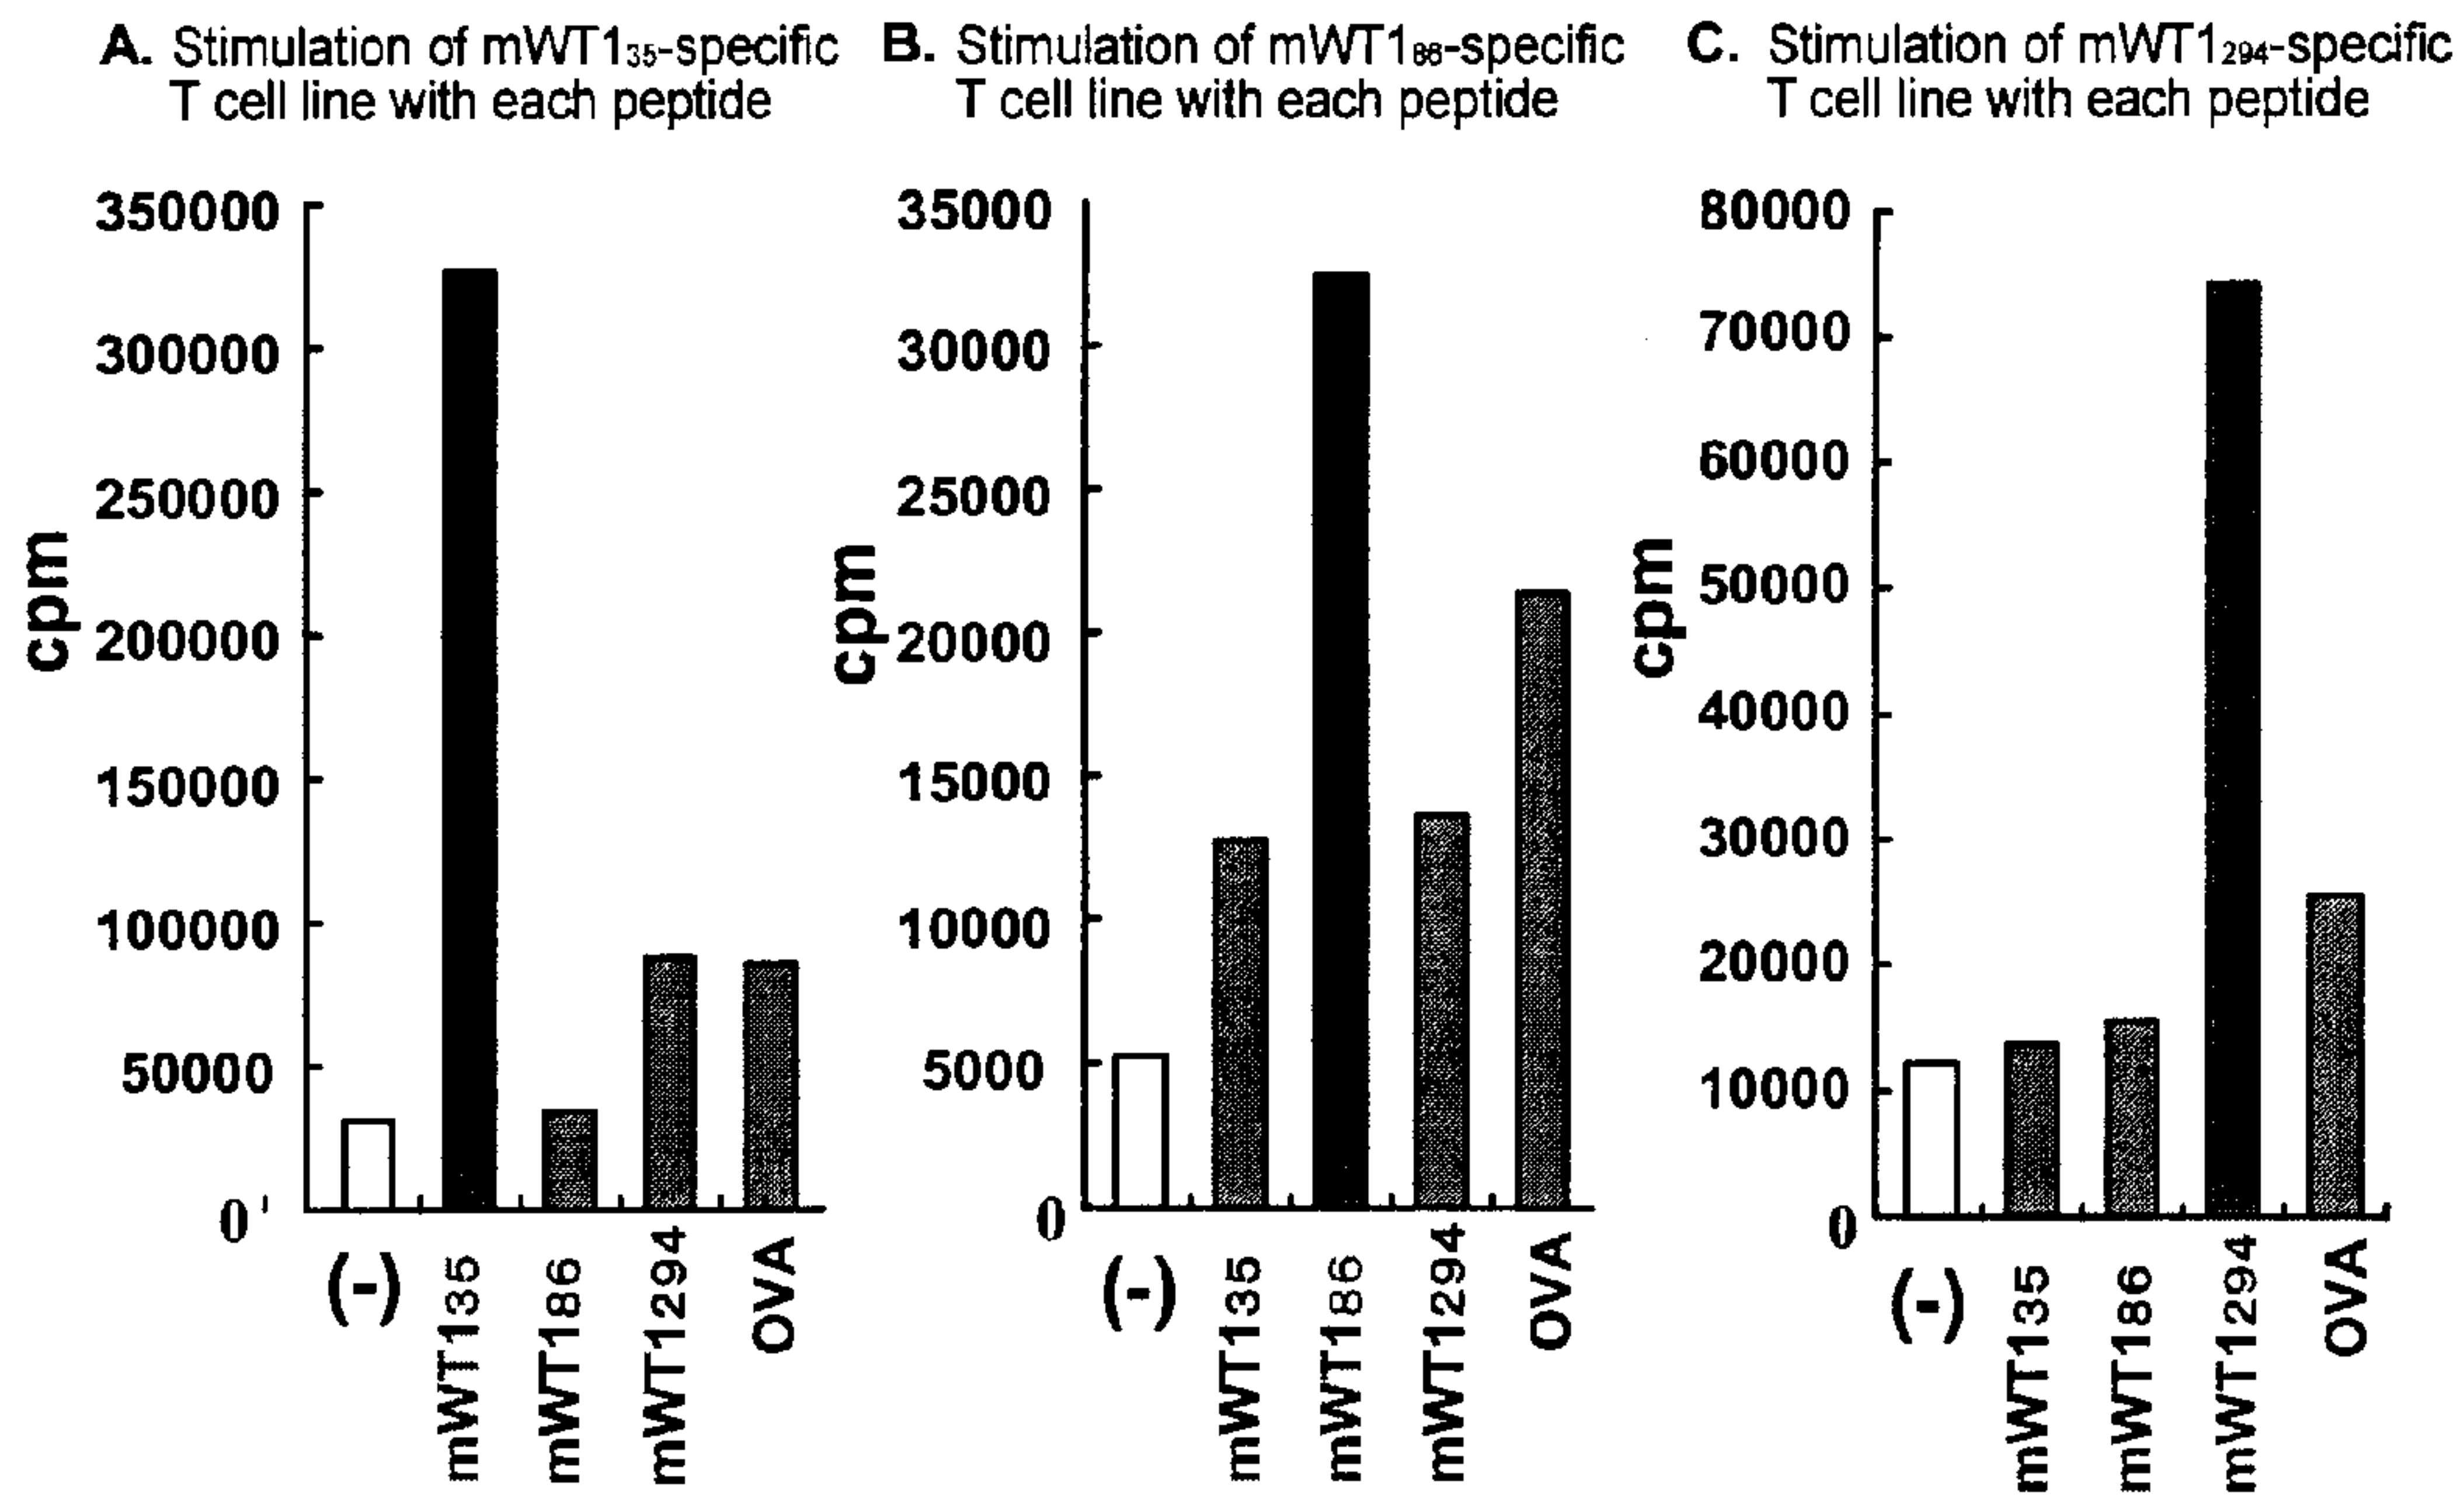 A. Stimulation of mWT135-specific
T cell line with each peptide
B. Stimulation of mWT186-specific
T cell line with each peptide
C. Stimulation of mWT1294-specific
T cell line with each peptide
cpm
350000
300000
250000
200000
150000
100000
50000
0
(-)
mWT135
mWT186
mWT1294
OVA
cpm
35000
30000
25000
20000
15000
10000
5000
0
(-)
mWT135
mWT186
mWT1294
OVA
cpm
80000
70000
60000
50000
40000
30000
20000
10000
0
(-)
mWT135
mWT186
mWT1294
OVA